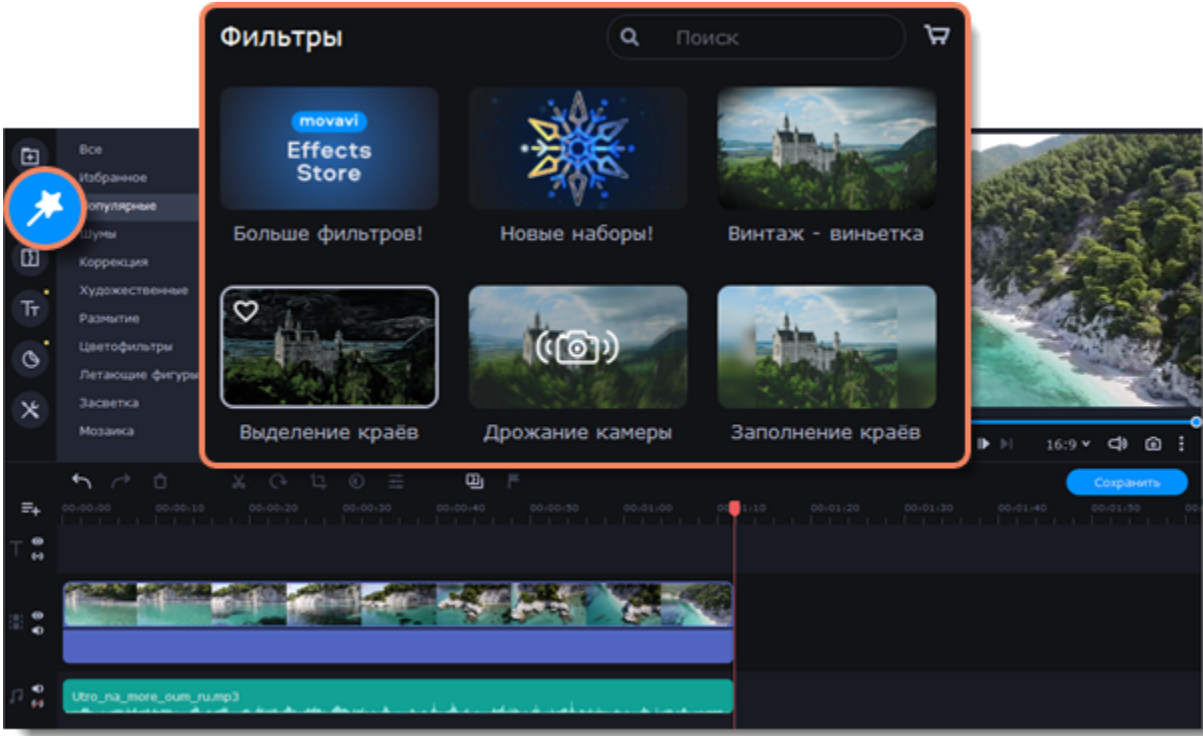 Фильтры
Поиск
movavi
Effects
Store
Больше фильтров!
Новые наборы!
Винтаж - виньетка
Выделение краёв
Дрожание камеры
Заполнение краёв
Все
Избранное
Популярные
Шумы
Коррекция
Художественные
Размытие
Цветофильтры
Летающие фигуры
Засветка
Мозаика
16:9
Сохранить
00:00:00 00:00:10 00:00:20 00:00:30 00:00:40 00:00:50 00:01:00 00:01:20 00:01:30 00:01:40 00:01:50
Utro_na_more_oum_ru.mp3